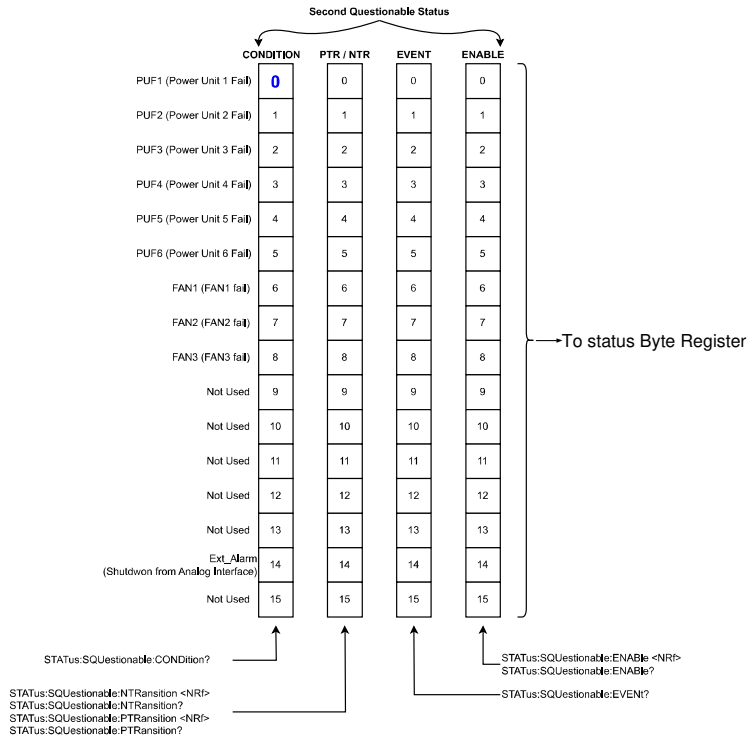 Second Questionable Status
CONDITION PTR / NTR EVENT ENABLE
PUF1 (Power Unit 1 Fail) 0 0 0 0
PUF2 (Power Unit 2 Fail) 1 1 1 1
PUF3 (Power Unit 3 Fail) 2 2 2 2
PUF4 (Power Unit 4 Fail) 3 3 3 3
PUF5 (Power Unit 5 Fail) 4 4 4 4
PUF6 (Power Unit 6 Fail) 5 5 5 5
FAN1 (FAN1 fail) 6 6 6 6
FAN2 (FAN2 fail) 7 7 7 7
To status Byte Register
FAN3 (FAN3 fail) 8 8 8 8
Not Used 9 9 9 9
Not Used 10 10 10 10
Not Used 11 11 11 11
Not Used 12 12 12 12
Not Used 13 13 13 13
Ext_Alarm
(Shutdwon from Analog Interface) 14 14 14 14
Not Used 15 15 15 15
STATus:SQUestionable:CONDition?
STATus:SQUestionable:ENABle <NRf>
STATus:SQUestionable:ENABle?
STATus:SQUestionable:NTRansition <NRf>
STATus:SQUestionable:NTRansition?
STATus:SQUestionable:PTRansition <NRf>
STATus:SQUestionable:PTRansition?
STATus:SQUestionable:EVENt?